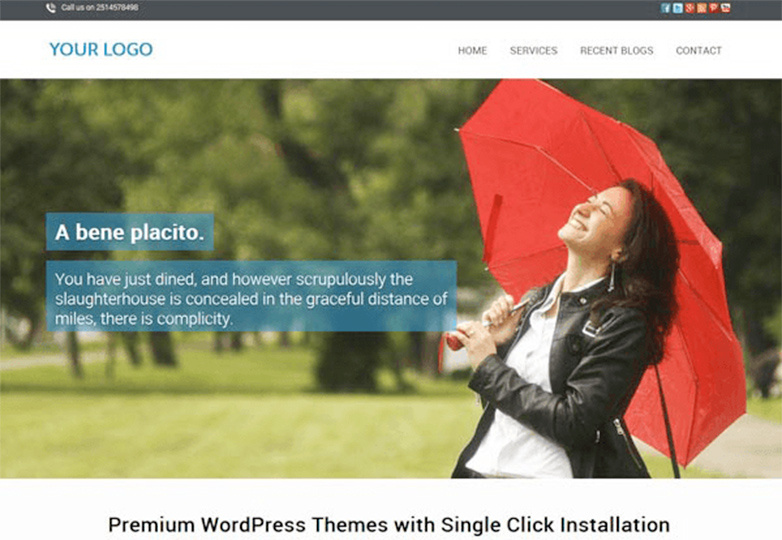 Call us on 2514578498
YOUR LOGO
HOME SERVICES RECENT BLOGS CONTACT
A bene placito.
You have just dined, and however scrupulously the
slaughterhouse is concealed in the graceful distance of
miles, there is complicity.
Premium WordPress Themes with Single Click Installation